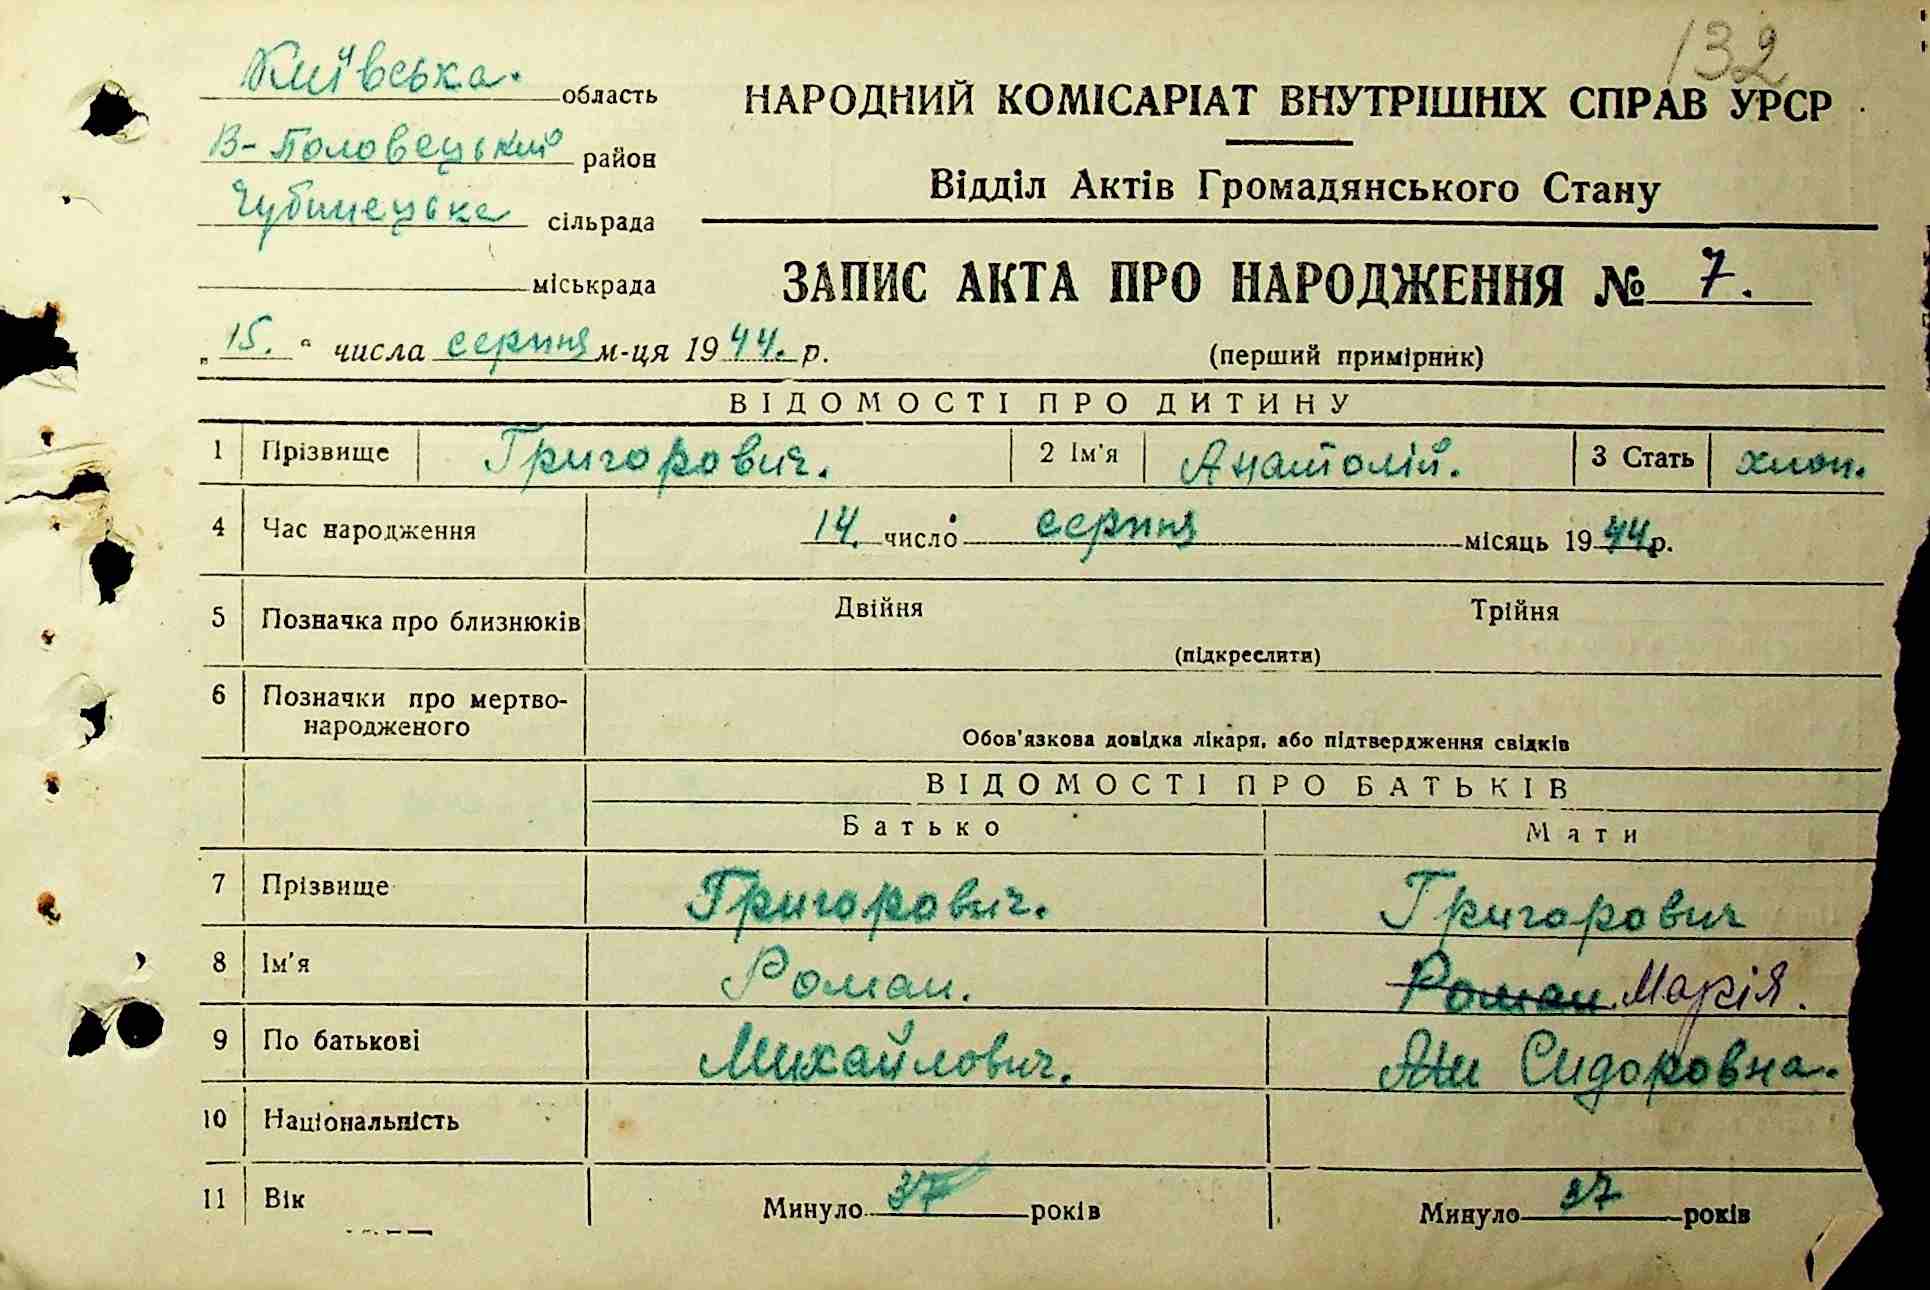 132
Київська. область
В-Половецький район
Чубинецька сільрада
міськрада
НАРОДНИЙ КОМІСАРІАТ ВНУТРІШНІХ СПРАВ УРСР
Відділ Актів Громадянського Стану
ЗАПИС АКТА ПРО НАРОДЖЕННЯ № 7.
„15.“ числа серпня м-ця 1944. р.
(перший примірник)
ВІДОМОСТІ ПРО ДИТИНУ
1 Прізвище Григорович. 2 Ім'я Анатолій. 3 Стать хлоп.
4 Час народження 14. число серпня місяць 1944 р.
5 Позначка про близнюків Двійня Трійня
(підкреслити)
6 Позначки про мертво-
народженого
Обов'язкова довідка лікаря, або підтвердження свідків
ВІДОМОСТІ ПРО БАТЬКІВ
Батько Мати
7 Прізвище Григорович. Григорович
8 Ім'я Роман. Роман Марія.
9 По батькові Михайлович. Сидоровна.
10 Національність
11 Вік Минуло 37 років Минуло 37 років